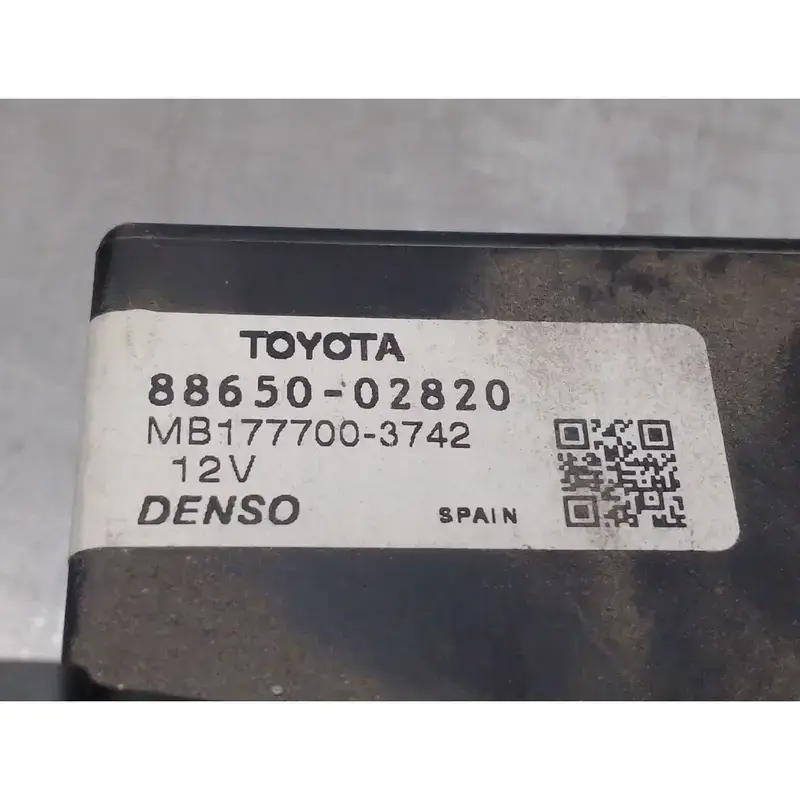 TOYOTA
88650-02820
MB177700-3742
12V
DENSO SPAIN